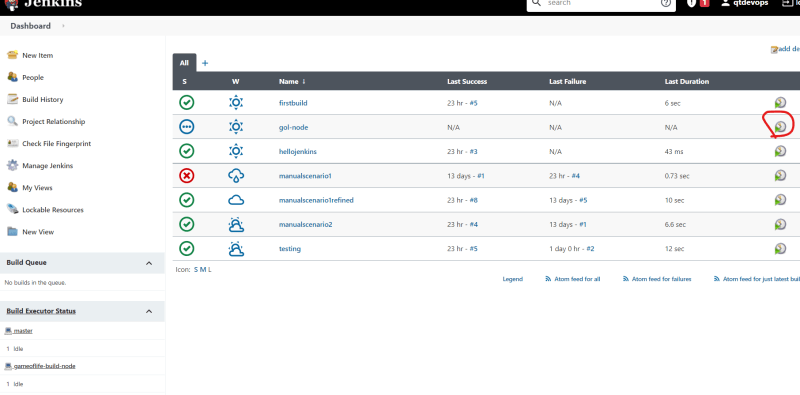 Jenkins
search
1
qtdevops
Dashboard
New Item
People
Build History
Project Relationship
Check File Fingerprint
Manage Jenkins
My Views
Lockable Resources
New View
Build Queue
No builds in the queue.
Build Executor Status
master
1 Idle
gameoflife-build-node
1 Idle
add de
All +
S W Name ↓ Last Success Last Failure Last Duration
firstbuild 23 hr - #5 N/A 6 sec
gol-node N/A N/A N/A
hellojenkins 23 hr - #3 N/A 43 ms
manualscenario1 13 days - #1 23 hr - #4 0.73 sec
manualscenario1refined 23 hr - #8 13 days - #5 10 sec
manualscenario2 23 hr - #4 13 days - #1 6.6 sec
testing 23 hr - #5 1 day 0 hr - #2 12 sec
Icon: S M L
Legend Atom feed for all Atom feed for failures Atom feed for just latest buil